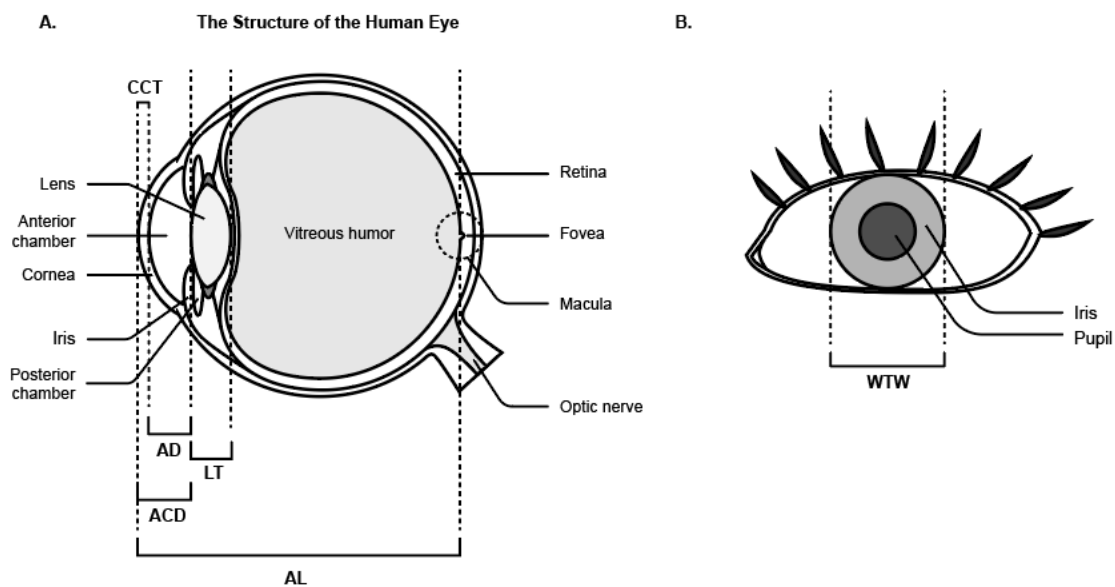 A.
The Structure of the Human Eye
B.
CCT
Lens
Anterior
chamber
Cornea
Iris
Posterior
chamber
Vitreous humor
Retina
Fovea
Macula
Optic nerve
AD
LT
ACD
AL
Iris
Pupil
WTW